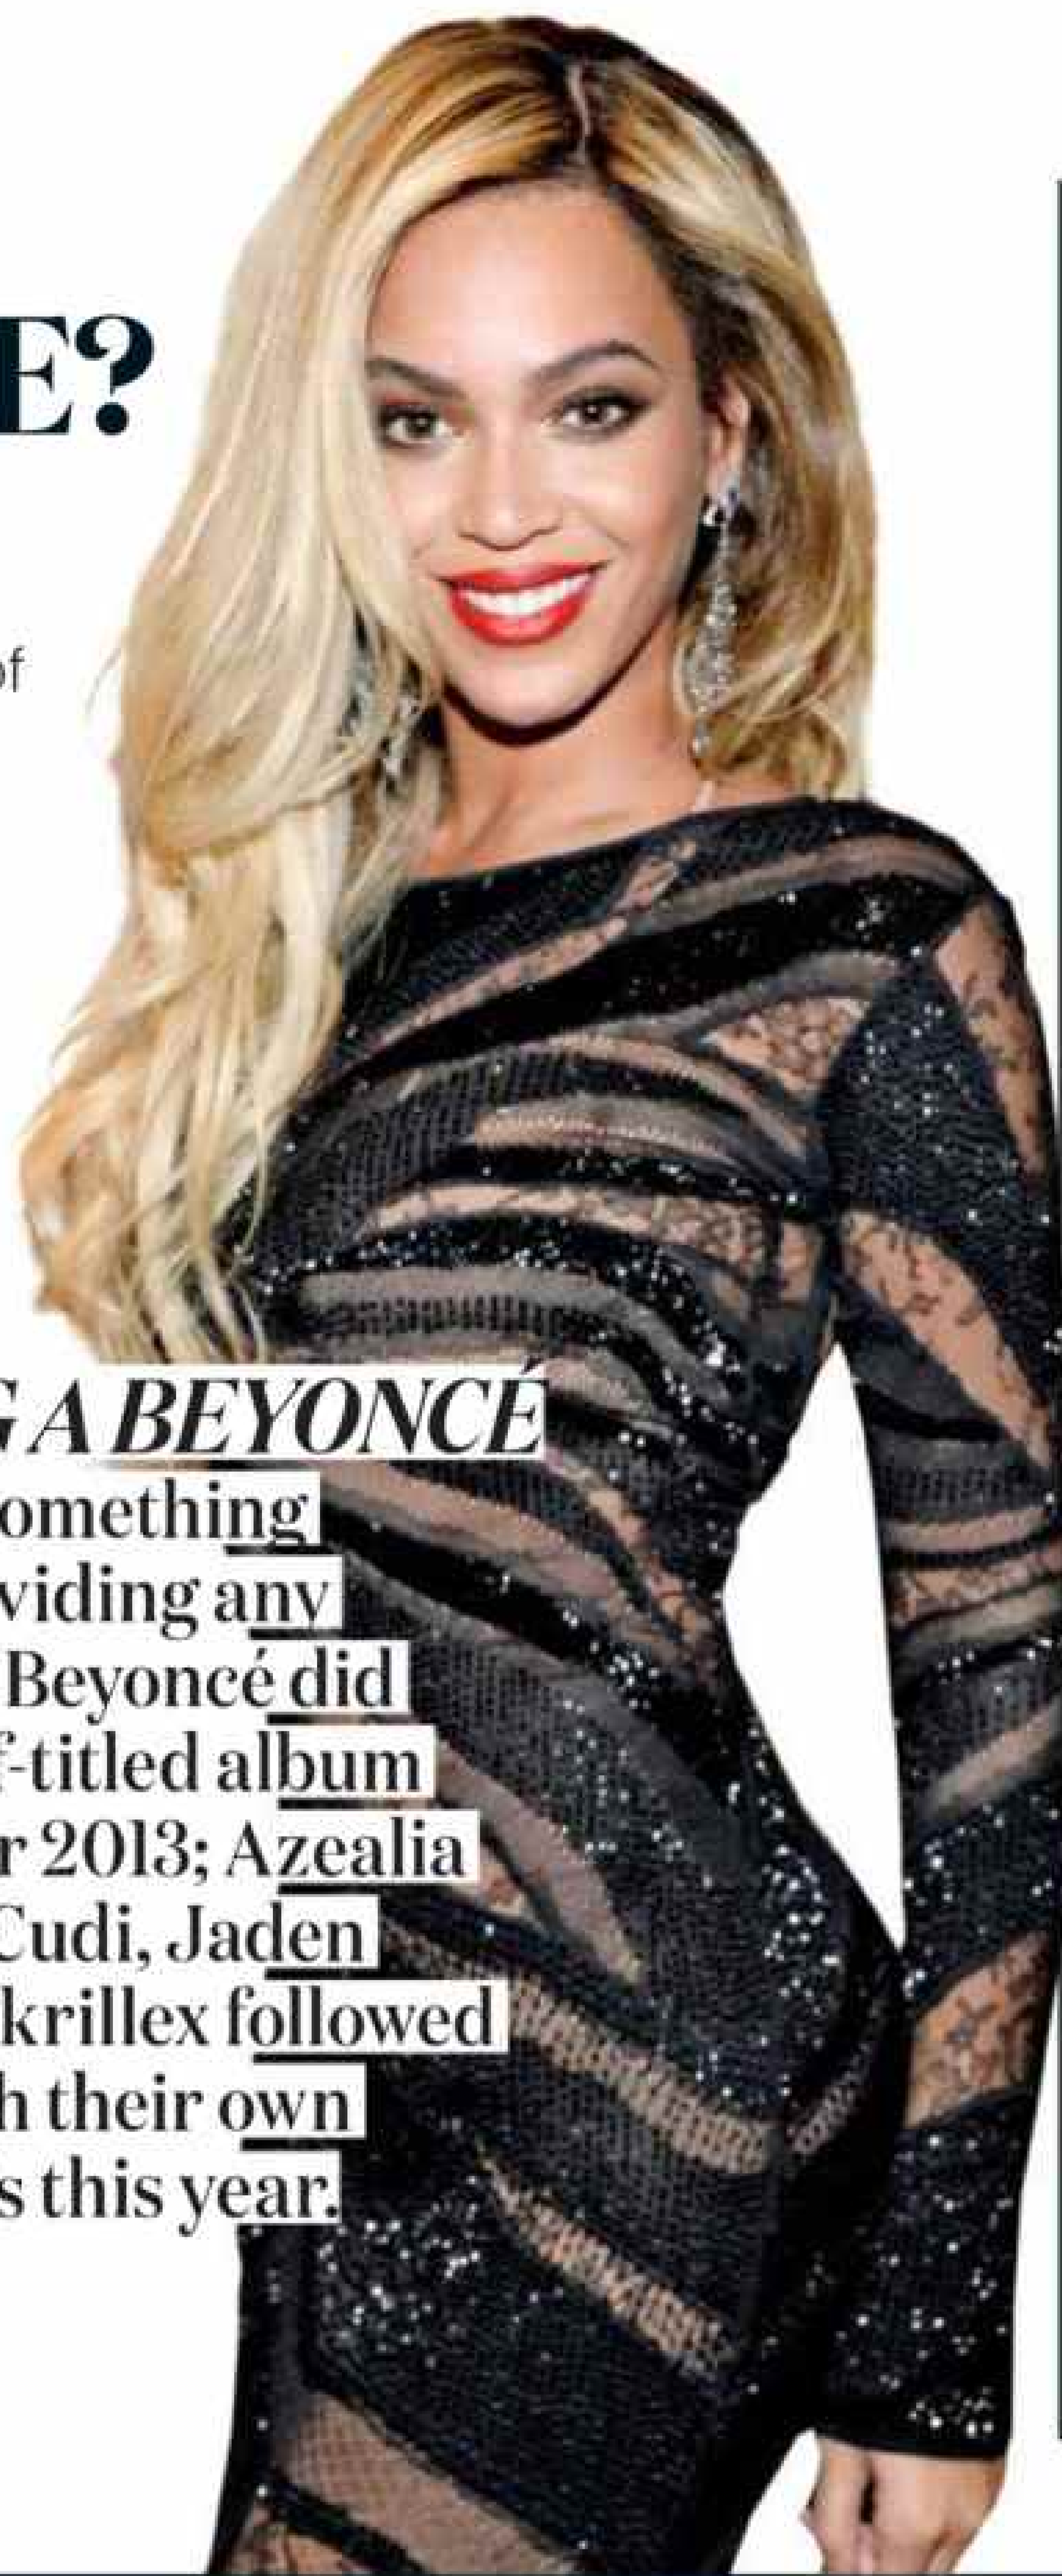 E?
of
G A BEYONCÉ
omething
viding any
Beyoncé did
f-titled album
r 2013; Azealia
Cudi, Jaden
krillex followed
h their own
s this year.